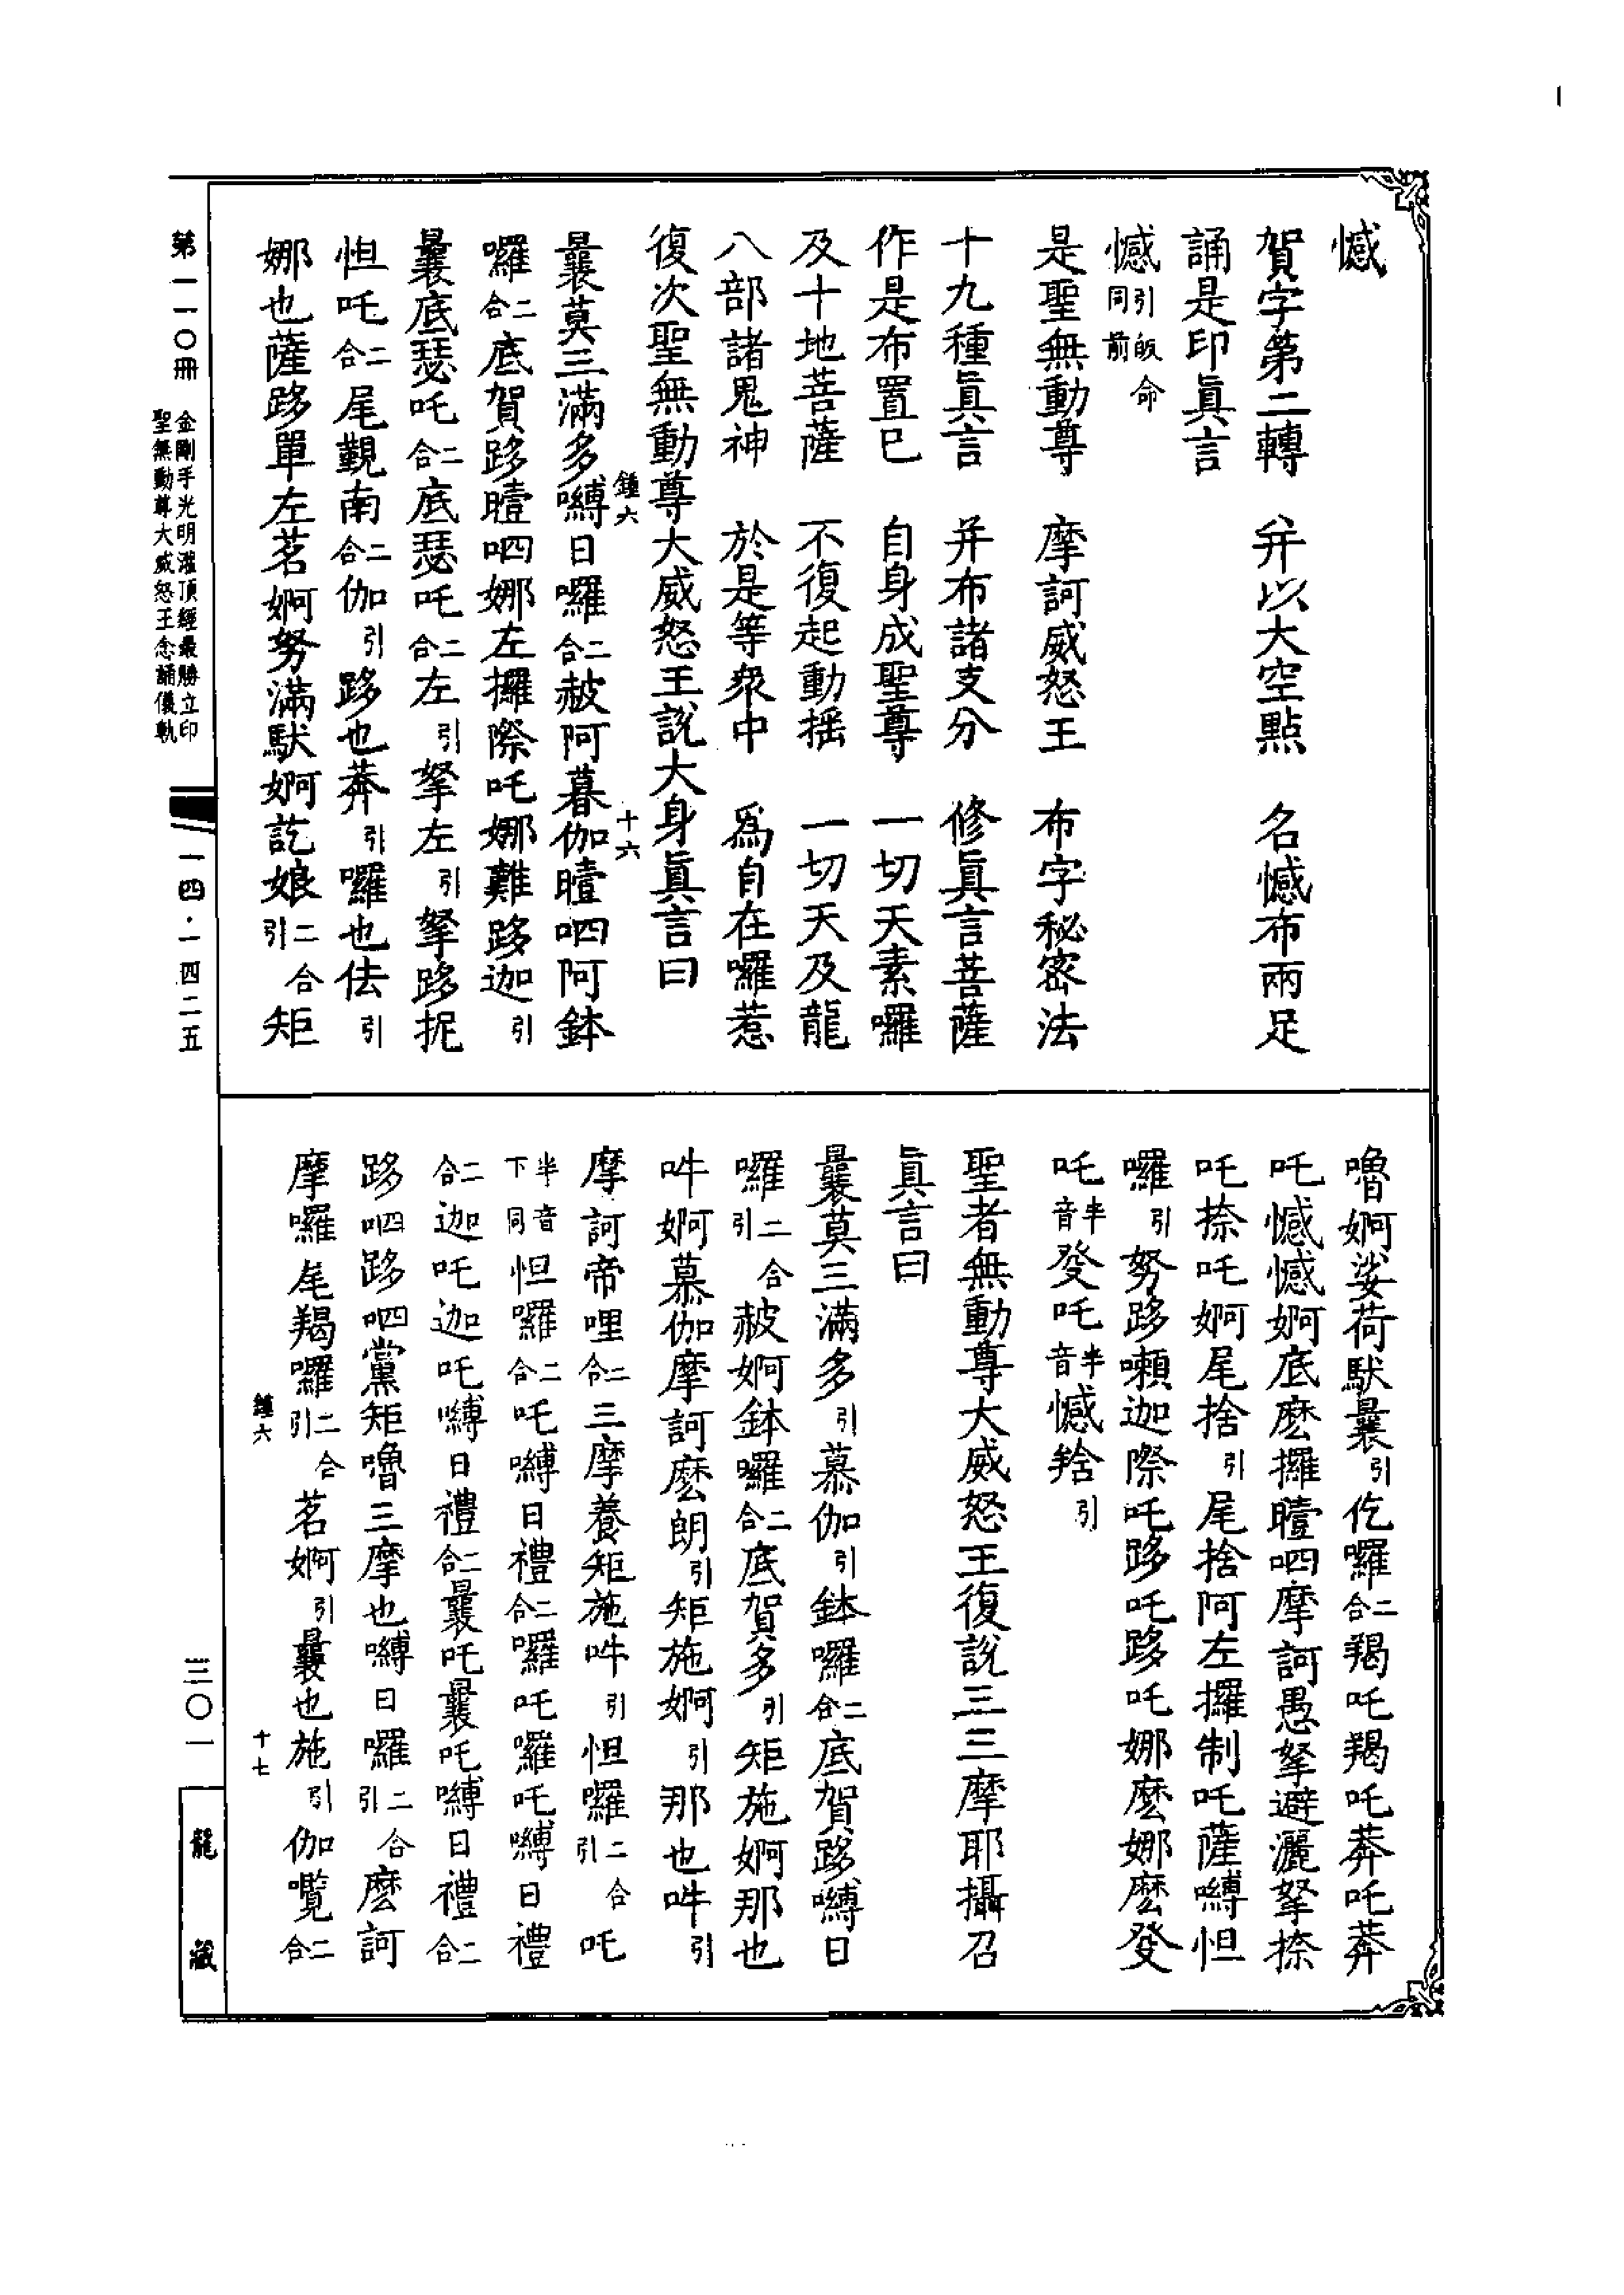 憾
賀字第二轉　并以大空點　名憾布兩足
誦是印眞言
憾引皈命同前
是聖無動尊　摩訶威怒王　布字秘密法
十九種眞言　并布諸支分　修眞言菩薩
作是布置已　自身成聖尊　一切天素囉
及十地菩薩　不復起動搖　一切天及龍
八部諸鬼神　於是等衆中　爲自在囉惹
復次聖無動尊大威怒王說大身眞言曰
鍾六　十六
曩莫三滿多嚩日囉二合赧阿暮伽曀呬阿鉢
囉二合底賀跢曀呬娜左攞際吒娜難跢迦引
曩底瑟吒二合底瑟吒二合左引拏左引拏跢抳
怛吒二合尾覲南二合伽引跢也莽引囉也佉引
娜也薩跢單左茗婀努滿馱婀訖娘二合引矩
嚕婀娑荷馱曩引仡囉二合羯吒羯吒莽吒莽
吒憾憾婀底麽攞曀呬摩訶愚拏避灑拏捺
吒捺吒婀尾捨引尾捨阿左攞制吒薩嚩怛
囉引努跢嚩迦際吒跢吒跢吒娜麽娜麽發
吒半音發吒半音憾䇿引
聖者無動尊大威怒王復說三三摩耶攝召
眞言曰
曩莫三滿多引慕伽引鉢囉二合底賀跢嚩日
囉二合引赧婀鉢囉二合底賀多引矩施婀那也
吽婀慕伽摩訶麽朗引矩施婀引那也吽引
摩訶帝哩二合三摩養矩施吽引怛囉二合引吒
半音下同怛囉二合吒嚩日禮二合囉吒囉吒嚩日禮
二合迦吒迦吒嚩日禮二合曩吒曩吒嚩日禮二合
跢呬跢呬黨矩嚕三摩也嚩日囉二合引麽訶
摩囉尾羯囉二合引茗婀引曩也施引伽嚂二合
鍾六　十七
第一一〇冊　金剛手光明灌頂經最勝立印聖無動尊大威怒王念誦儀軌　一四·一四二五　三〇一　龍藏